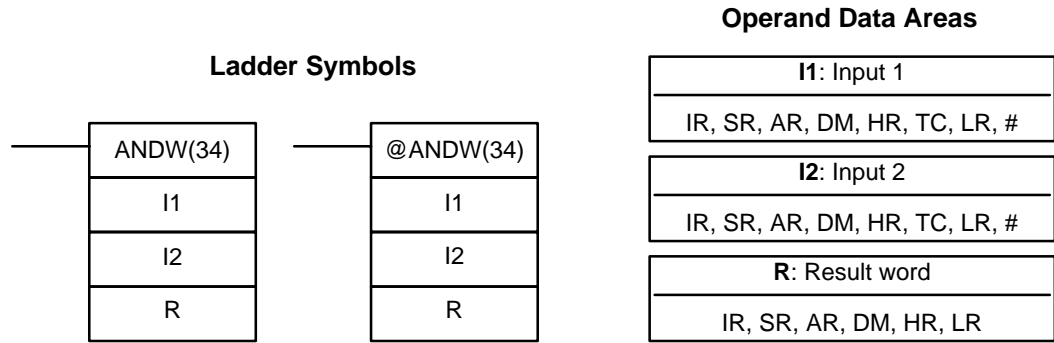 Ladder Symbols
ANDW(34)
I1
I2
R
@ANDW(34)
I1
I2
R
Operand Data Areas
I1: Input 1
IR, SR, AR, DM, HR, TC, LR, #
I2: Input 2
IR, SR, AR, DM, HR, TC, LR, #
R: Result word
IR, SR, AR, DM, HR, LR